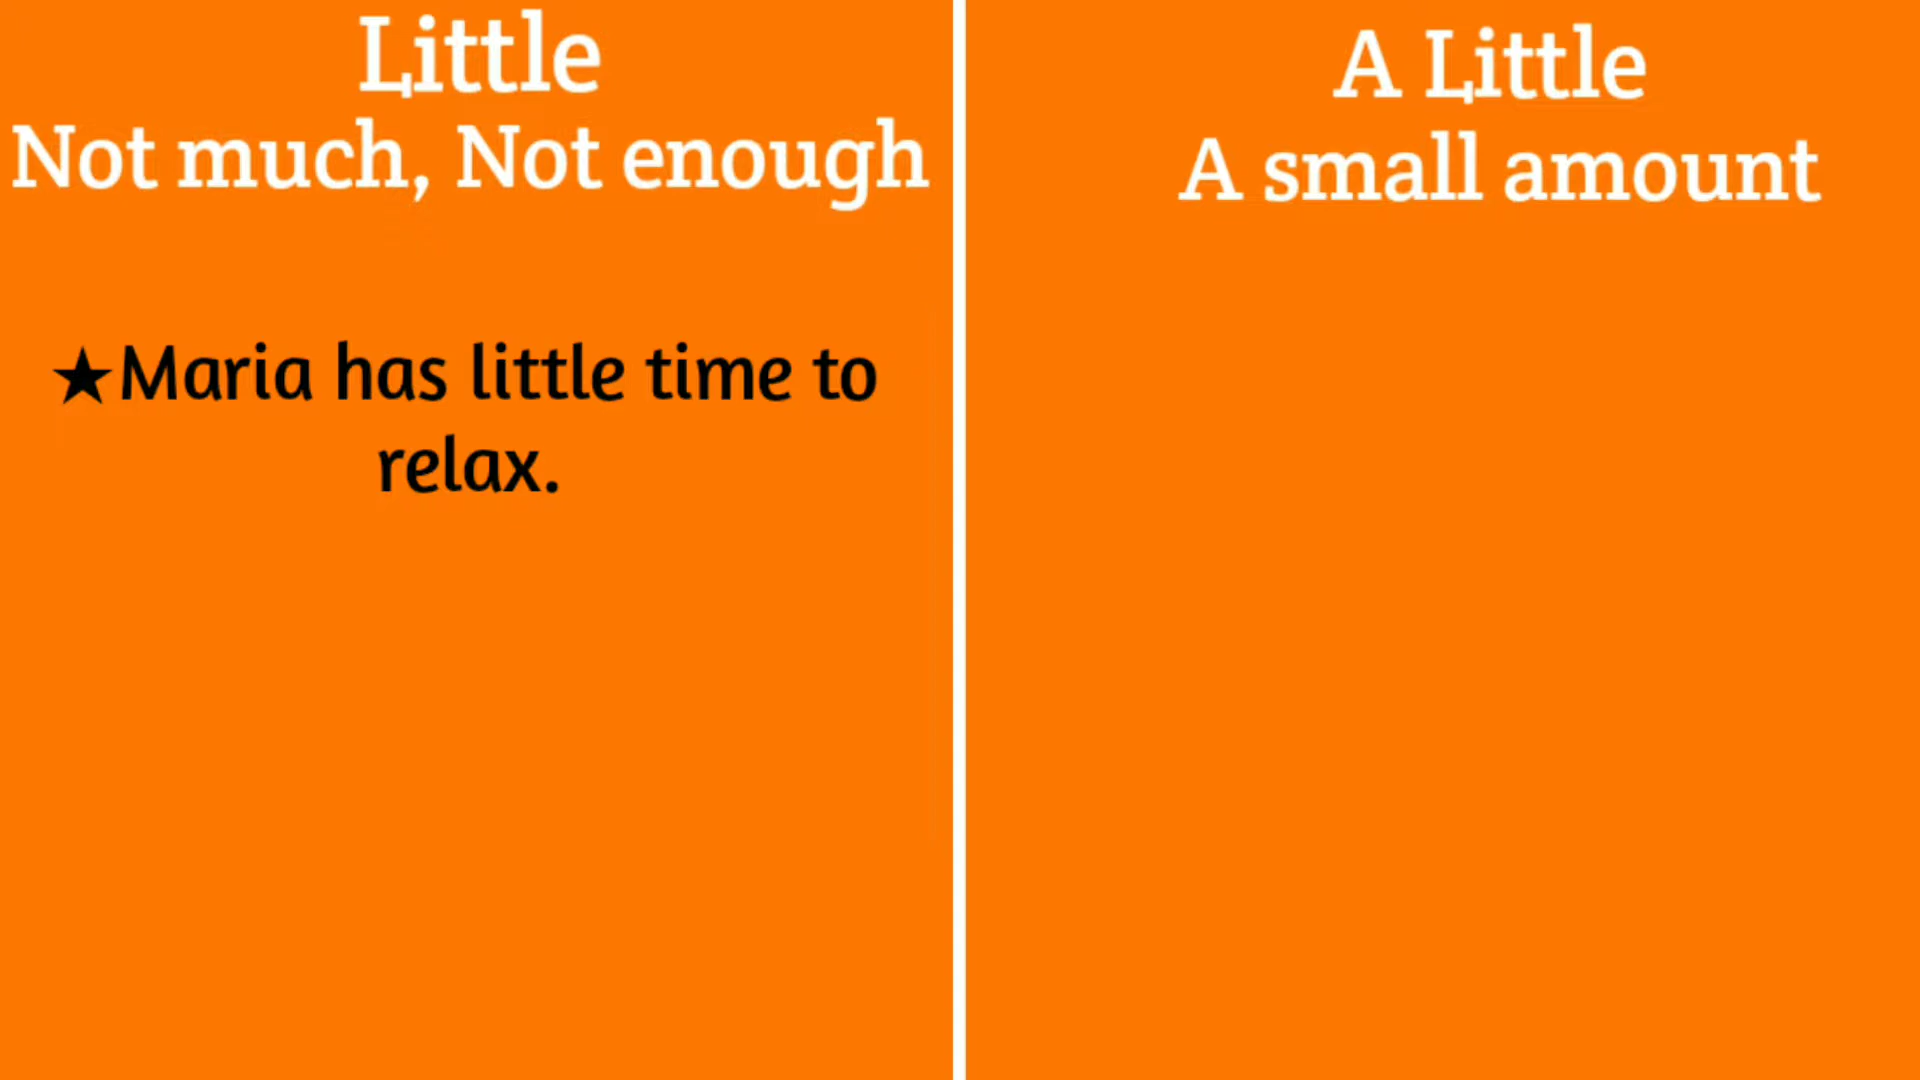 Little
Not much, Not enough
★Maria has little time to
relax.
A Little
A small amount